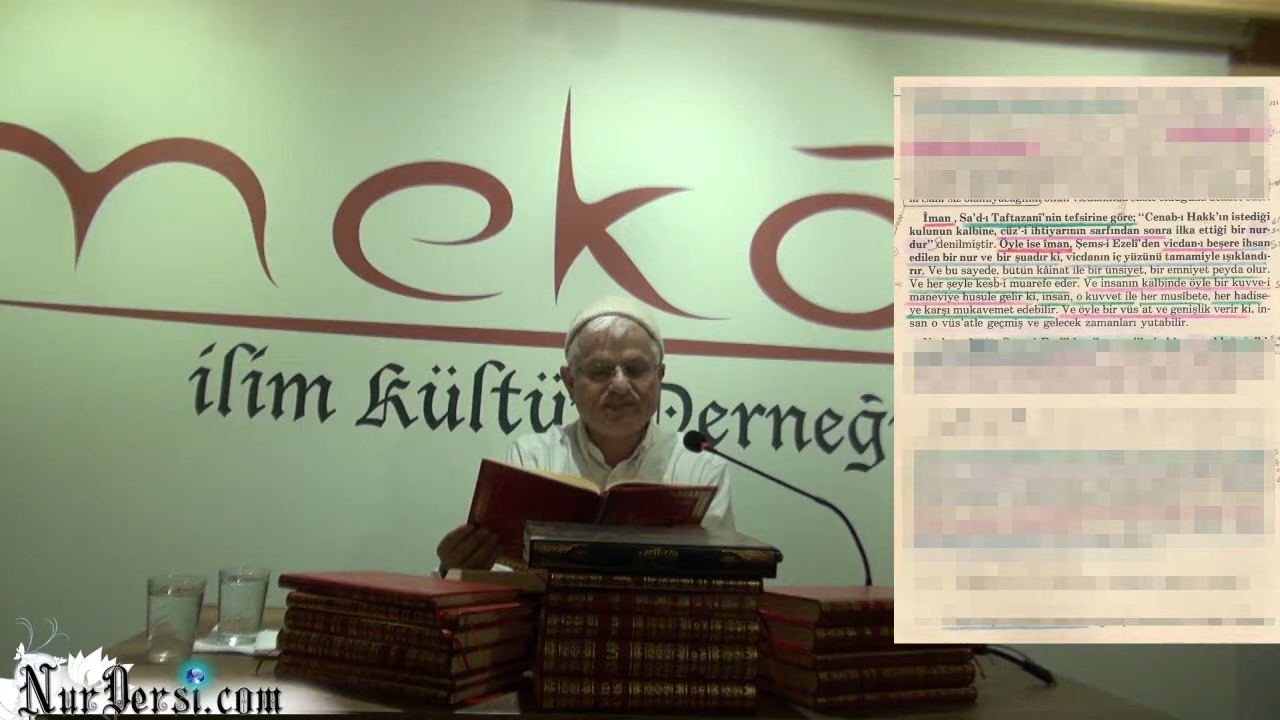 mekâ
ilim Kültü Derneğ
İman, Sa'd-ı Taftazanî'nin tefsirine göre; "Cenab-ı Hakk'ın istediği
kulunun kalbine, cüz'-i ihtiyarının sarfından sonra ilka ettiği bir nur-
dur" denilmiştir. Öyle ise îman, Şems-i Ezelî'den vicdan-ı beşere ihsan
edilen bir nur ve bir şuadır ki, vicdanın iç yüzünü tamamiyle ışıklandı-
rır. Ve bu sayede, bütün kâinat ile bir ünsiyet, bir emniyet peyda olur.
Ve her şeyle kesb-i muarefe eder. Ve insanın kalbinde öyle bir kuvve-i
maneviye husule gelir ki, insan, o kuvvet ile her musîbete, her hadise-
ye karşı mukavemet edebilir. Ve öyle bir vüs'at ve genişlik verir ki, in-
san o vüs'atle geçmiş ve gelecek zamanları yutabilir.
NurDersi.com